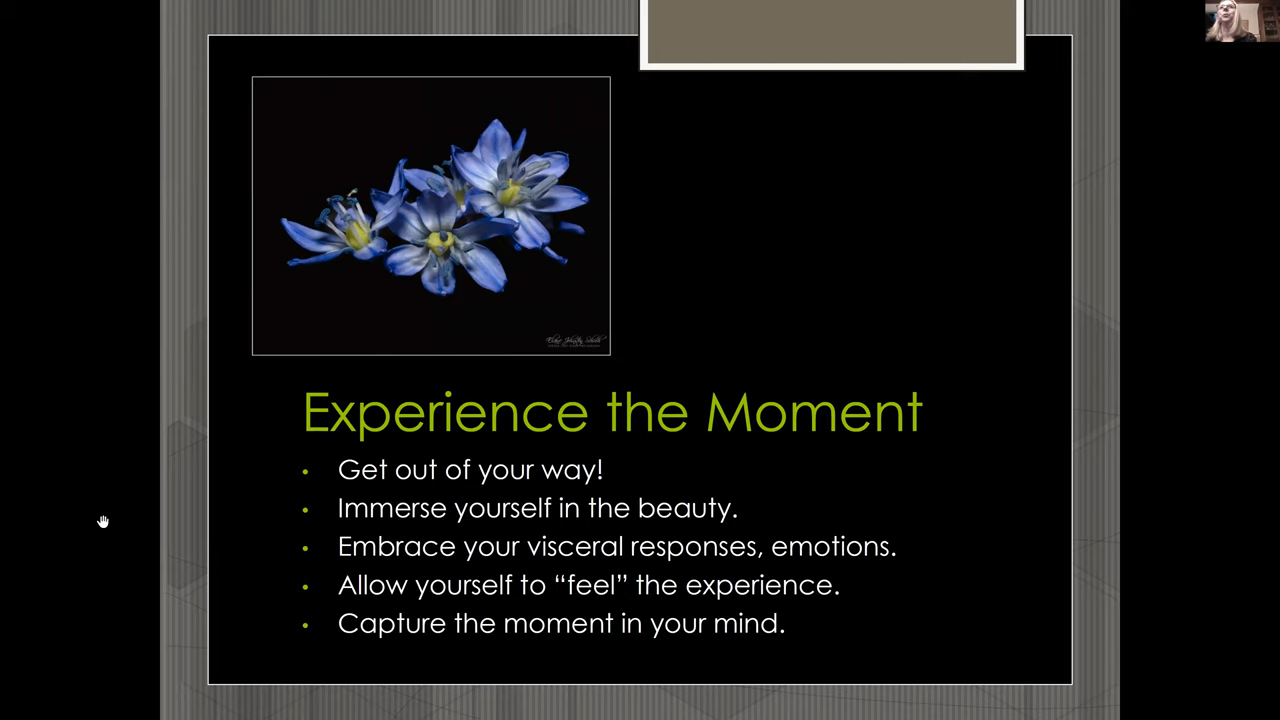 Experience the Moment
• Get out of your way!
• Immerse yourself in the beauty.
• Embrace your visceral responses, emotions.
• Allow yourself to “feel” the experience.
• Capture the moment in your mind.